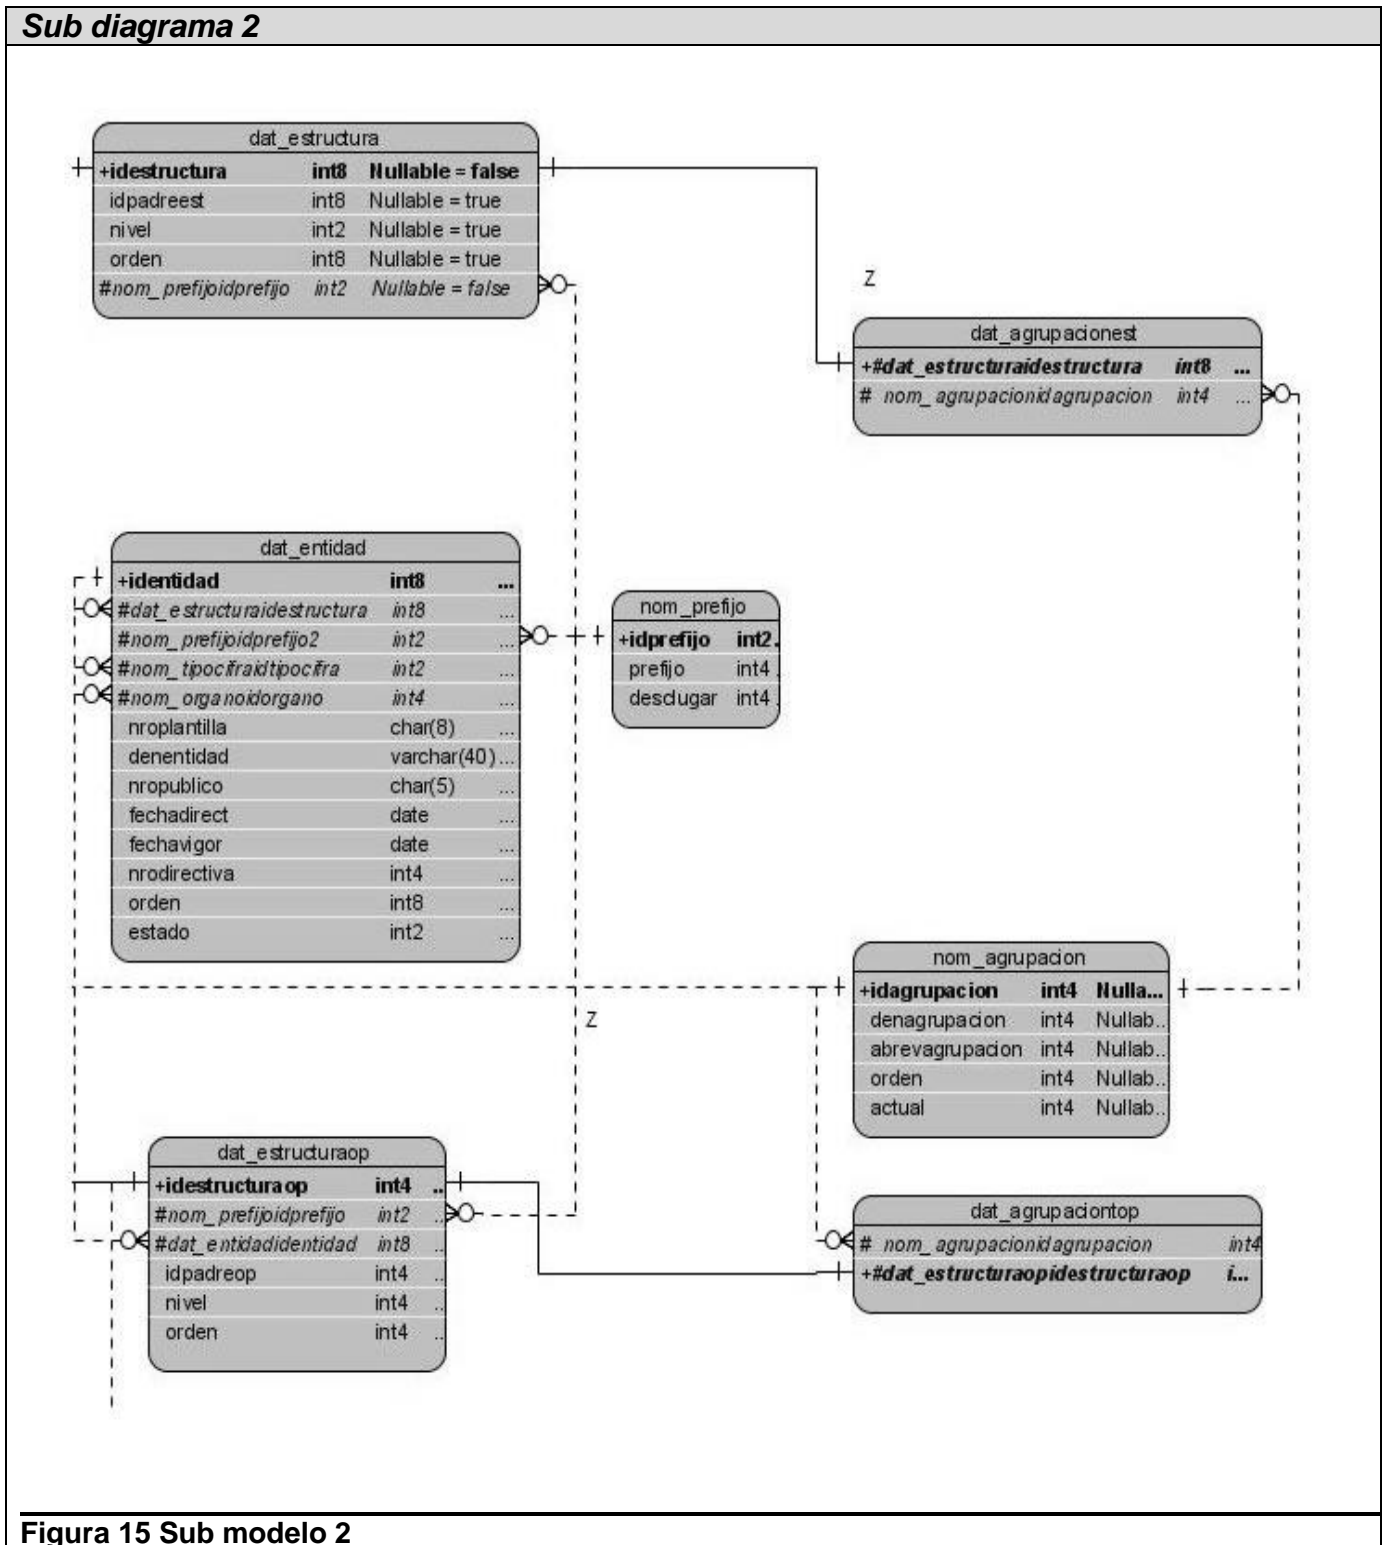 Sub diagrama 2
dat_estructura
+idestructura int8 Nullable = false
idpadreest int8 Nullable = true
nivel int2 Nullable = true
orden int8 Nullable = true
#nom_prefijoidprefijo int2 Nullable = false
Z
dat_agrupacionest
+#dat_estructuraidestructura int8 ...
# nom_agrupacionidagrupacion int4 ...
dat_entidad
+identidad int8 ...
#dat_estructuraidestructura int8 ...
#nom_prefijoidprefijo2 int2 ...
#nom_tipocifraidtipocifra int2 ...
#nom_organoidorgano int4 ...
nroplantilla char(8) ...
denentidad varchar(40) ...
nropublico char(5) ...
fechadirect date ...
fechavigor date ...
nrodirectiva int4 ...
orden int8 ...
estado int2 ...
nom_prefijo
+idprefijo int2.
prefijo int4 .
desclugar int4 .
nom_agrupacion
+idagrupacion int4 Nulla...
denagrupacion int4 Nullab..
abrevagrupacion int4 Nullab..
orden int4 Nullab..
actual int4 Nullab..
Z
dat_estructuraop
+idestructuraop int4 ..
#nom_prefijoidprefijo int2 ..
#dat_entidadidentidad int8 ..
idpadreop int4 ..
nivel int4 ..
orden int4 ..
dat_agrupaciontop
# nom_agrupacionidagrupacion int4
+#dat_estructuraopidestructuraop i...
Figura 15 Sub modelo 2